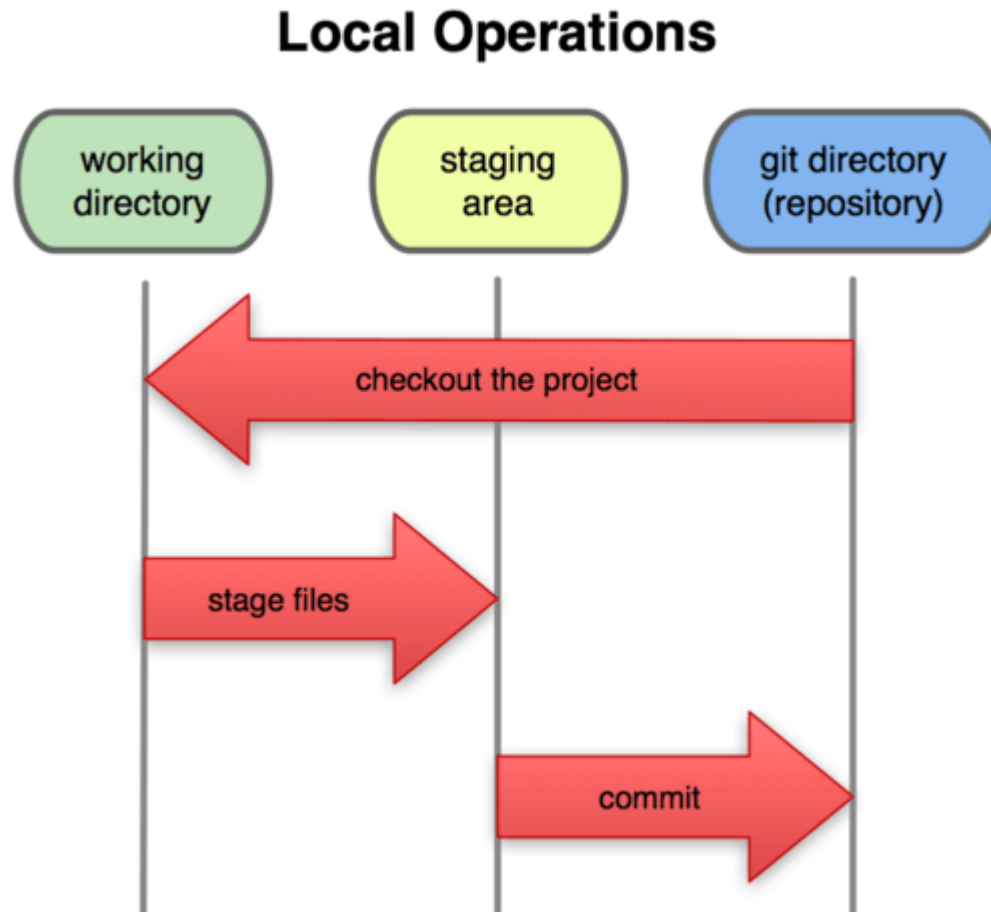 Local Operations
working
directory
staging
area
git directory
(repository)
checkout the project
stage files
commit